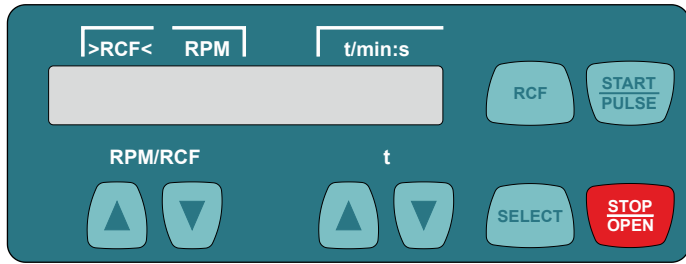 >RCF< RPM t/min:s
RCF
START
PULSE
RPM/RCF t
SELECT
STOP
OPEN